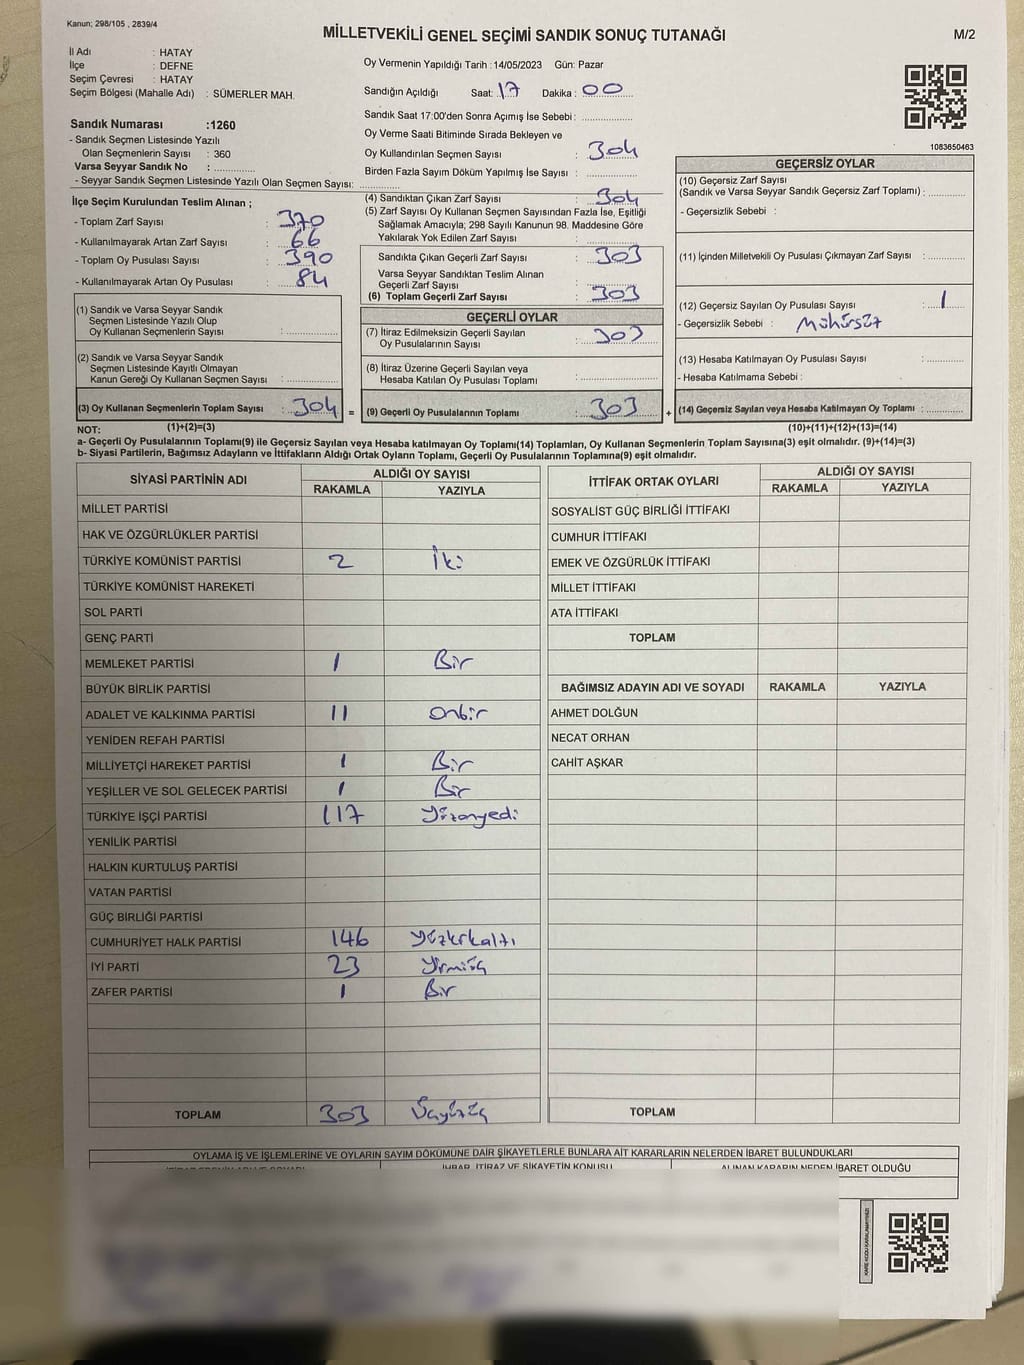 Kanun; 298/105 , 2839/4
MİLLETVEKİLİ GENEL SEÇİMİ SANDIK SONUÇ TUTANAĞI
M/2
İl Adı : HATAY
İlçe : DEFNE
Seçim Çevresi : HATAY
Seçim Bölgesi (Mahalle Adı) : SÜMERLER MAH.
Sandık Numarası :1260
- Sandık Seçmen Listesinde Yazılı
Olan Seçmenlerin Sayısı : 360
Varsa Seyyar Sandık No :
- Seyyar Sandık Seçmen Listesinde Yazılı Olan Seçmen Sayısı:
İlçe Seçim Kurulundan Teslim Alınan ;
- Toplam Zarf Sayısı : 370
- Kullanılmayarak Artan Zarf Sayısı : 66
- Toplam Oy Pusulası Sayısı : 390
- Kullanılmayarak Artan Oy Pusulası : 84
(1) Sandık ve Varsa Seyyar Sandık
Seçmen Listesinde Yazılı Olup
Oy Kullanan Seçmenlerin Sayısı :
(2) Sandık ve Varsa Seyyar Sandık
Seçmen Listesinde Kayıtlı Olmayan
Kanun Gereği Oy Kullanan Seçmen Sayısı :
(3) Oy Kullanan Seçmenlerin Toplam Sayısı : 304 =
Oy Vermenin Yapıldığı Tarih :14/05/2023 Gün: Pazar
Sandığın Açıldığı Saat: 17 Dakika : 00
Sandık Saat 17:00'den Sonra Açımış İse Sebebi :
Oy Verme Saati Bitiminde Sırada Bekleyen ve
Oy Kullandırılan Seçmen Sayısı : 304
Birden Fazla Sayım Döküm Yapılmış İse Sayısı :
(4) Sandıktan Çıkan Zarf Sayısı : 304
(5) Zarf Sayısı Oy Kullanan Seçmen Sayısından Fazla İse, Eşitliği
Sağlamak Amacıyla; 298 Sayılı Kanunun 98. Maddesine Göre
Yakılarak Yok Edilen Zarf Sayısı :
Sandıkta Çıkan Geçerli Zarf Sayısı : 303
Varsa Seyyar Sandıktan Teslim Alınan
Geçerli Zarf Sayısı :
(6) Toplam Geçerli Zarf Sayısı : 303
GEÇERLİ OYLAR
(7) İtiraz Edilmeksizin Geçerli Sayılan
Oy Pusulalarının Sayısı : 303
(8) İtiraz Üzerine Geçerli Sayılan veya
Hesaba Katılan Oy Pusulası Toplamı :
(9) Geçerli Oy Pusulalarının Toplamı : 303 +
1083650463
GEÇERSİZ OYLAR
(10) Geçersiz Zarf Sayısı
(Sandık ve Varsa Seyyar Sandık Geçersiz Zarf Toplamı) :
- Geçersizlik Sebebi :
(11) İçinden Milletvekili Oy Pusulası Çıkmayan Zarf Sayısı :
(12) Geçersiz Sayılan Oy Pusulası Sayısı : 1
- Geçersizlik Sebebi : Mühürsüz
(13) Hesaba Katılmayan Oy Pusulası Sayısı :
- Hesaba Katılmama Sebebi :
(14) Geçersiz Sayılan veya Hesaba Katılmayan Oy Toplamı :
NOT: (1)+(2)=(3) (10)+(11)+(12)+(13)=(14)
a- Geçerli Oy Pusulalarının Toplamı(9) ile Geçersiz Sayılan veya Hesaba katılmayan Oy Toplamı(14) Toplamları, Oy Kullanan Seçmenlerin Toplam Sayısına(3) eşit olmalıdır. (9)+(14)=(3)
b- Siyasi Partilerin, Bağımsız Adayların ve İttifakların Aldığı Ortak Oyların Toplamı, Geçerli Oy Pusulalarının Toplamına(9) eşit olmalıdır.
SİYASİ PARTİNİN ADI ALDIĞI OY SAYISI
RAKAMLA YAZIYLA
MİLLET PARTİSİ
HAK VE ÖZGÜRLÜKLER PARTİSİ
TÜRKİYE KOMÜNİST PARTİSİ 2 İki
TÜRKİYE KOMÜNİST HAREKETİ
SOL PARTİ
GENÇ PARTİ
MEMLEKET PARTİSİ 1 Bir
BÜYÜK BİRLİK PARTİSİ
ADALET VE KALKINMA PARTİSİ 11 onbir
YENİDEN REFAH PARTİSİ
MİLLİYETÇİ HAREKET PARTİSİ 1 Bir
YEŞİLLER VE SOL GELECEK PARTİSİ 1 Bir
TÜRKİYE İŞÇİ PARTİSİ 117 Yüzonyedi
YENİLİK PARTİSİ
HALKIN KURTULUŞ PARTİSİ
VATAN PARTİSİ
GÜÇ BİRLİĞİ PARTİSİ
CUMHURİYET HALK PARTİSİ 146 Yüzkırkaltı
İYİ PARTİ 23 Yirmiüç
ZAFER PARTİSİ 1 Bir
TOPLAM 303 Üçyüzüç
İTTİFAK ORTAK OYLARI ALDIĞI OY SAYISI
RAKAMLA YAZIYLA
SOSYALİST GÜÇ BİRLİĞİ İTTİFAKI
CUMHUR İTTİFAKI
EMEK VE ÖZGÜRLÜK İTTİFAKI
MİLLET İTTİFAKI
ATA İTTİFAKI
TOPLAM
BAĞIMSIZ ADAYIN ADI VE SOYADI RAKAMLA YAZIYLA
AHMET DOLĞUN
NECAT ORHAN
CAHİT AŞKAR
TOPLAM
OYLAMA İŞ VE İŞLEMLERİNE VE OYLARIN SAYIM DÖKÜMÜNE DAİR ŞİKAYETLERLE BUNLARA AİT KARARLARIN NELERDEN İBARET BULUNDUKLARI
İHBAR, İTİRAZ VE ŞİKAYETİN KONUSU ALINAN KARARIN NEDEN İBARET OLDUĞU